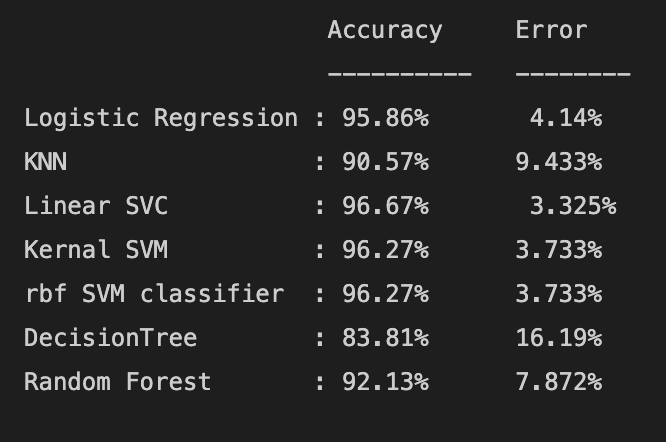 Accuracy Error
---------- --------
Logistic Regression : 95.86% 4.14%
KNN : 90.57% 9.433%
Linear SVC : 96.67% 3.325%
Kernal SVM : 96.27% 3.733%
rbf SVM classifier : 96.27% 3.733%
DecisionTree : 83.81% 16.19%
Random Forest : 92.13% 7.872%